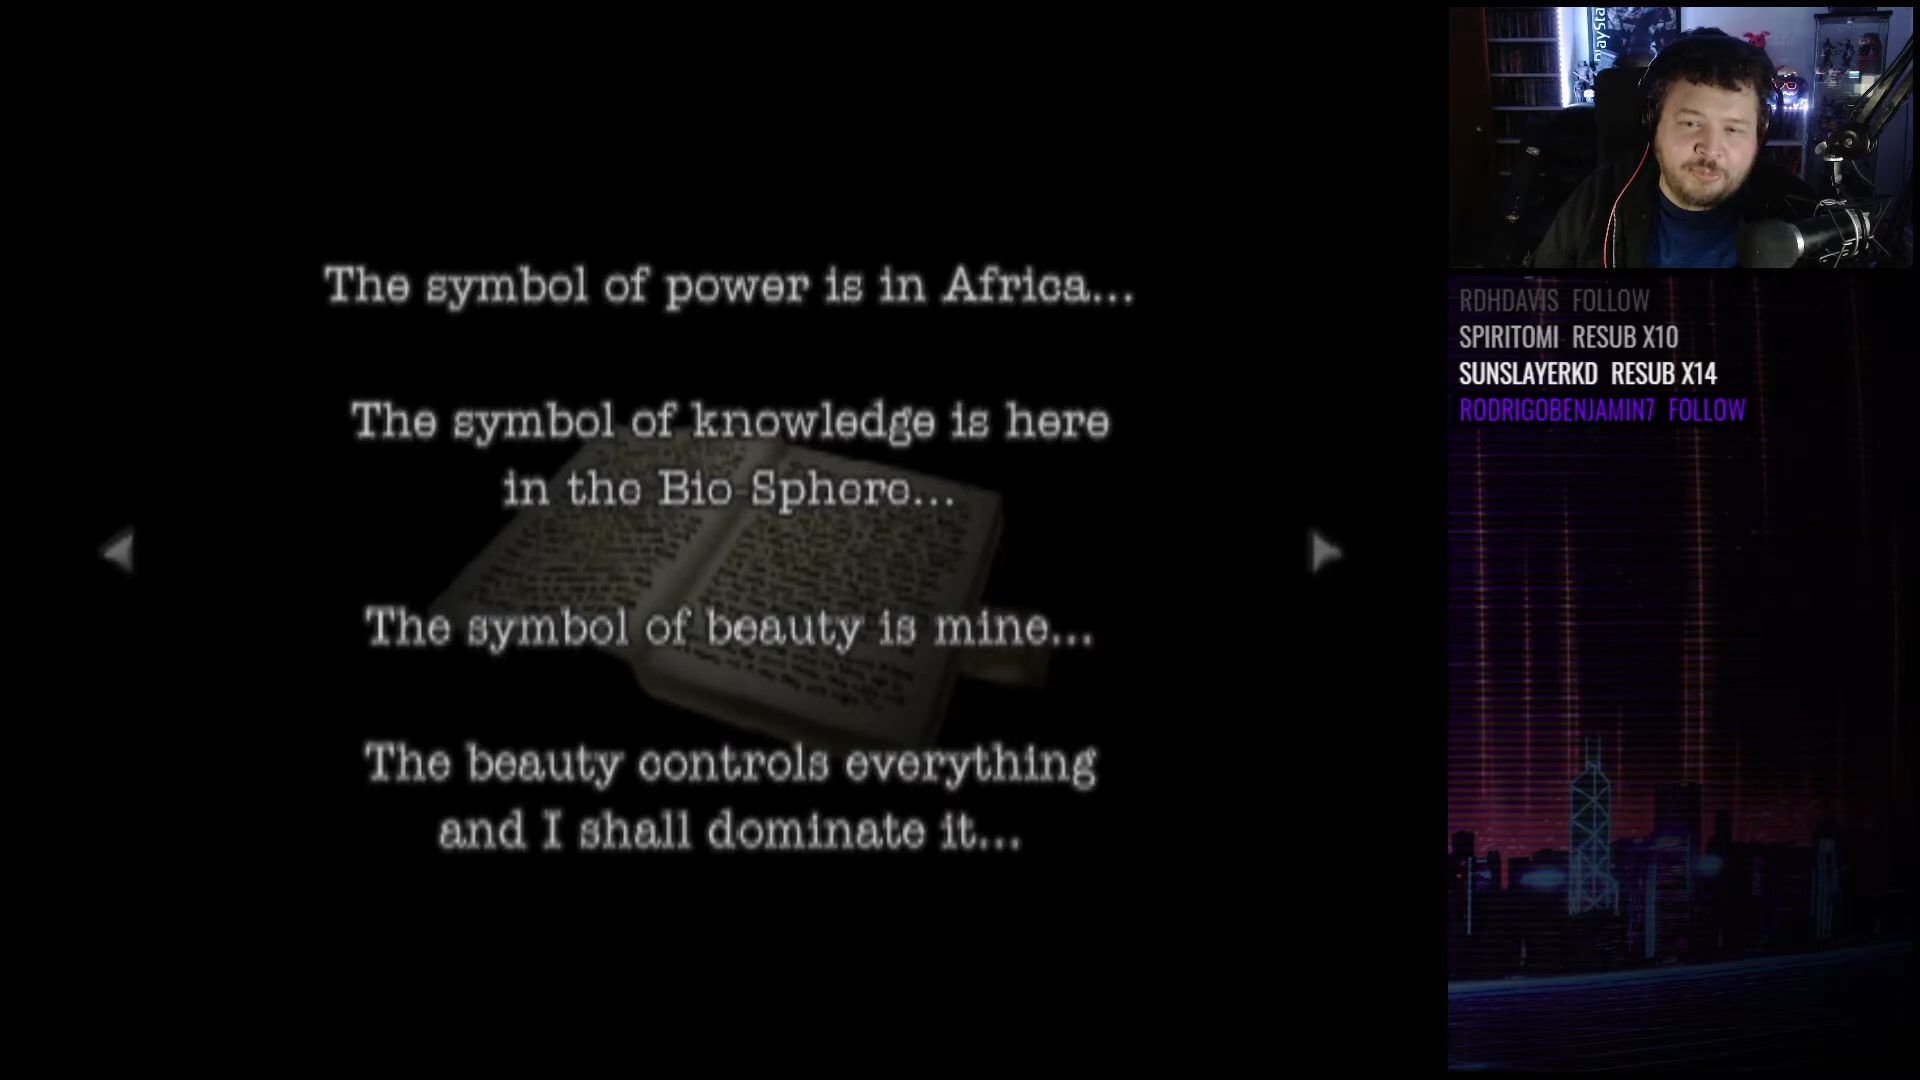 The symbol of power is in Africa...
The symbol of knowledge is here
in the Bio-Sphere...
The symbol of beauty is mine...
The beauty controls everything
and I shall dominate it...
RDHDAVIS FOLLOW
SPIRITOMI RESUB X10
SUNSLAYERKD RESUB X14
RODRIGOBENJAMIN7 FOLLOW